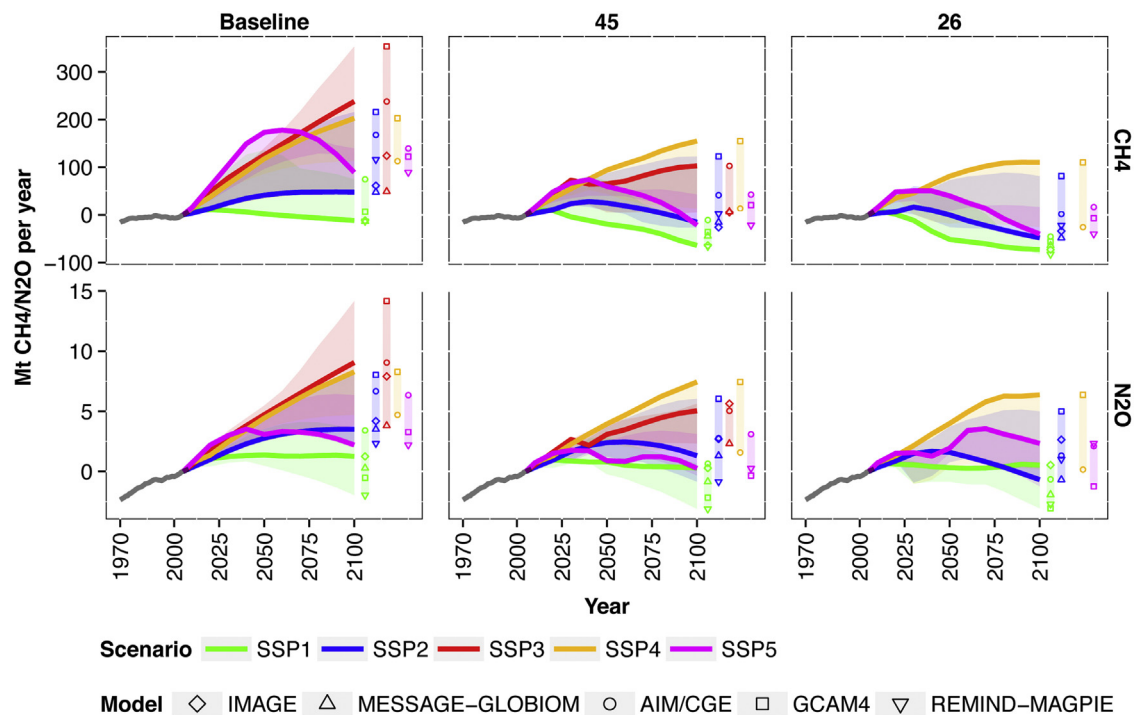 Baseline 45 26
300
200
100
0
−100
CH4
Mt CH4/N2O per year
15
10
5
0
N2O
1970 2000 2025 2050 2075 2100 1970 2000 2025 2050 2075 2100 1970 2000 2025 2050 2075 2100
Year
Scenario SSP1 SSP2 SSP3 SSP4 SSP5
Model IMAGE MESSAGE−GLOBIOM AIM/CGE GCAM4 REMIND−MAGPIE